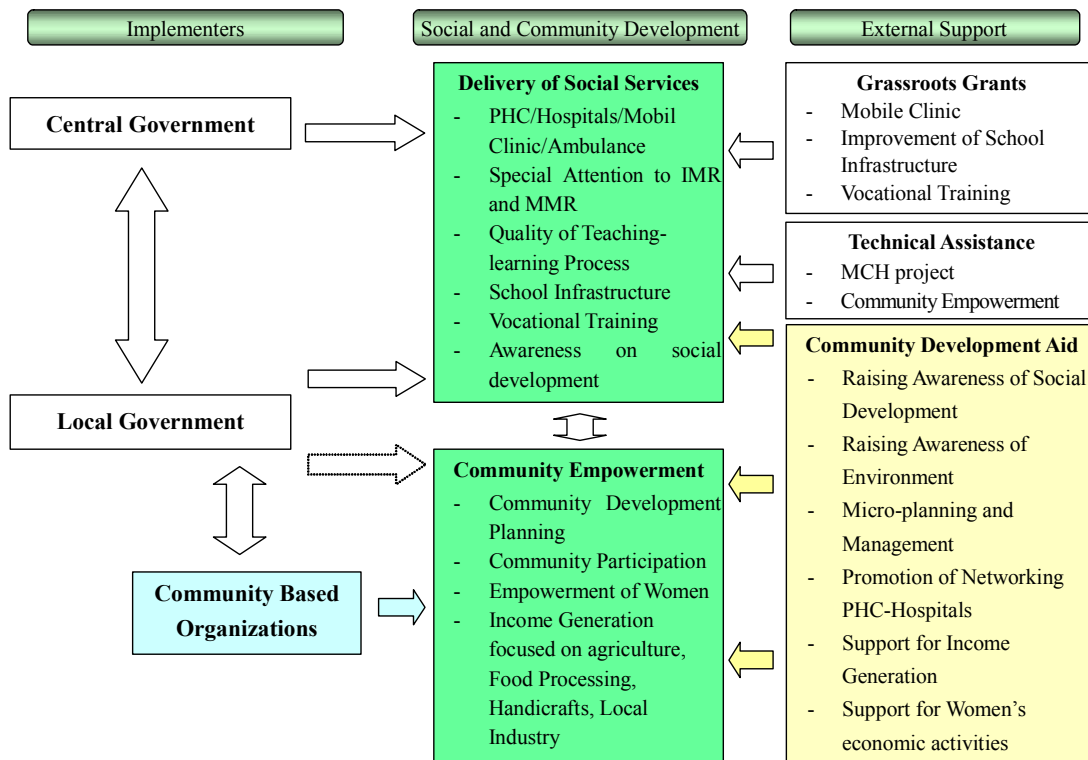 Implementers
Central Government
Local Government
Community Based
Organizations
Social and Community Development
Delivery of Social Services
- PHC/Hospitals/Mobil
Clinic/Ambulance
- Special Attention to IMR
and MMR
- Quality of Teaching-
learning Process
- School Infrastructure
- Vocational Training
- Awareness on social
development
Community Empowerment
- Community Development
Planning
- Community Participation
- Empowerment of Women
- Income Generation
focused on agriculture,
Food Processing,
Handicrafts, Local
Industry
External Support
Grassroots Grants
- Mobile Clinic
- Improvement of School
Infrastructure
- Vocational Training
Technical Assistance
- MCH project
- Community Empowerment
Community Development Aid
- Raising Awareness of Social
Development
- Raising Awareness of
Environment
- Micro-planning and
Management
- Promotion of Networking
PHC-Hospitals
- Support for Income
Generation
- Support for Women's
economic activities